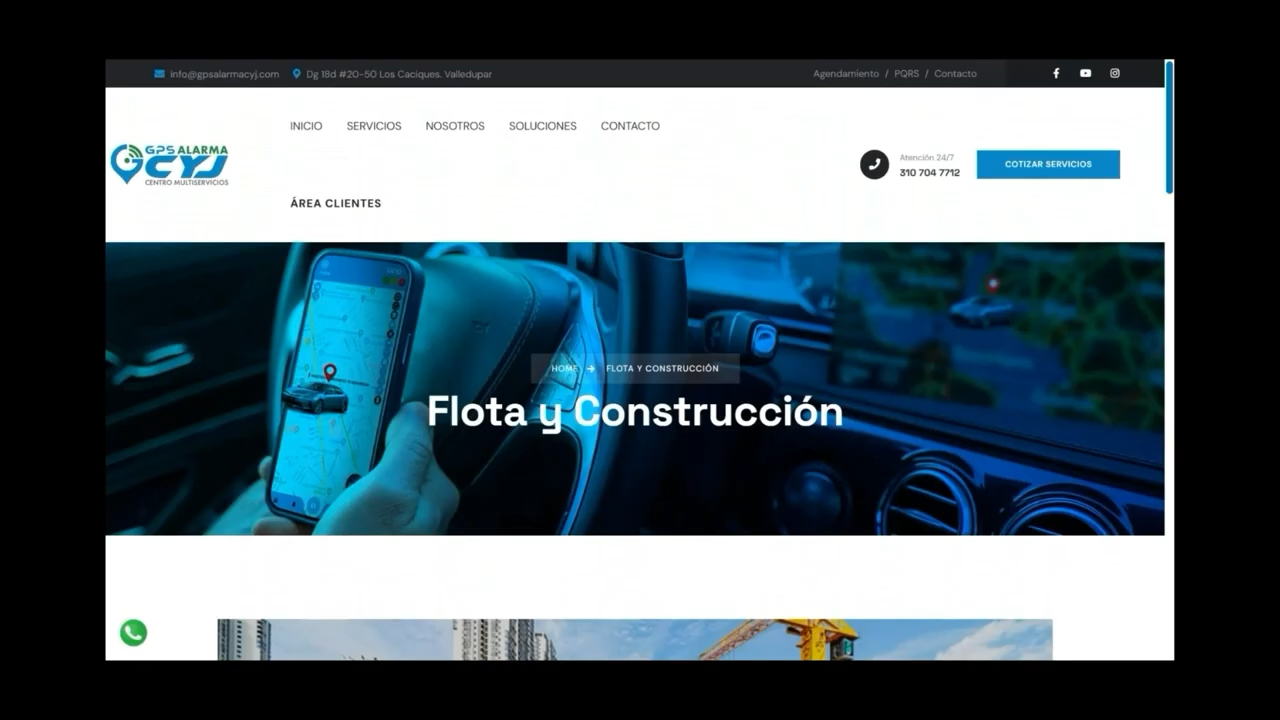 info@gpsalarmacyj.com Dg 18d #20-50 Los Caciques. Valledupar
Agendamiento / PQRS / Contacto
INICIO SERVICIOS NOSOTROS SOLUCIONES CONTACTO
GPS ALARMA
CYJ
CENTRO MULTISERVICIOS
Atención 24/7
310 704 7712
COTIZAR SERVICIOS
ÁREA CLIENTES
HOME FLOTA Y CONSTRUCCIÓN
Flota y Construcción